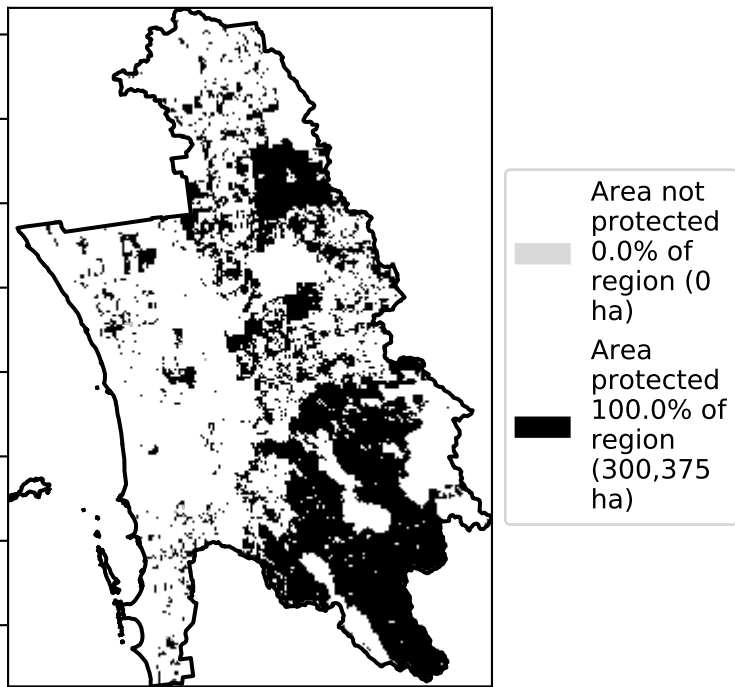 Area not
protected
0.0% of
region (0
ha)
Area
protected
100.0% of
region
(300,375
ha)